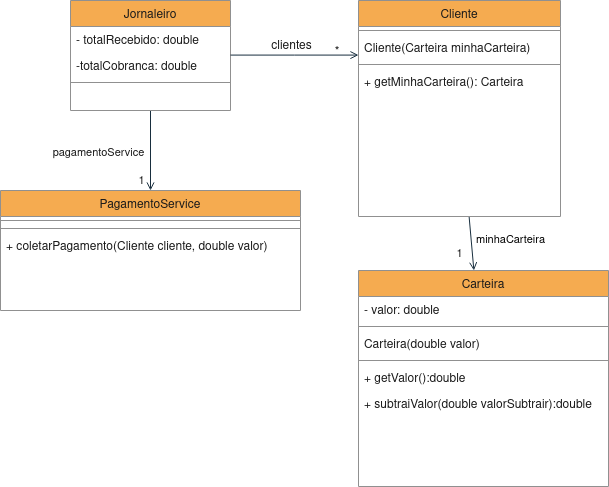 Jornaleiro
- totalRecebido: double
-totalCobranca: double
clientes
*
Cliente
Cliente(Carteira minhaCarteira)
+ getMinhaCarteira(): Carteira
pagamentoService
1
PagamentoService
+ coletarPagamento(Cliente cliente, double valor)
minhaCarteira
1
Carteira
- valor: double
Carteira(double valor)
+ getValor():double
+ subtraiValor(double valorSubtrair):double